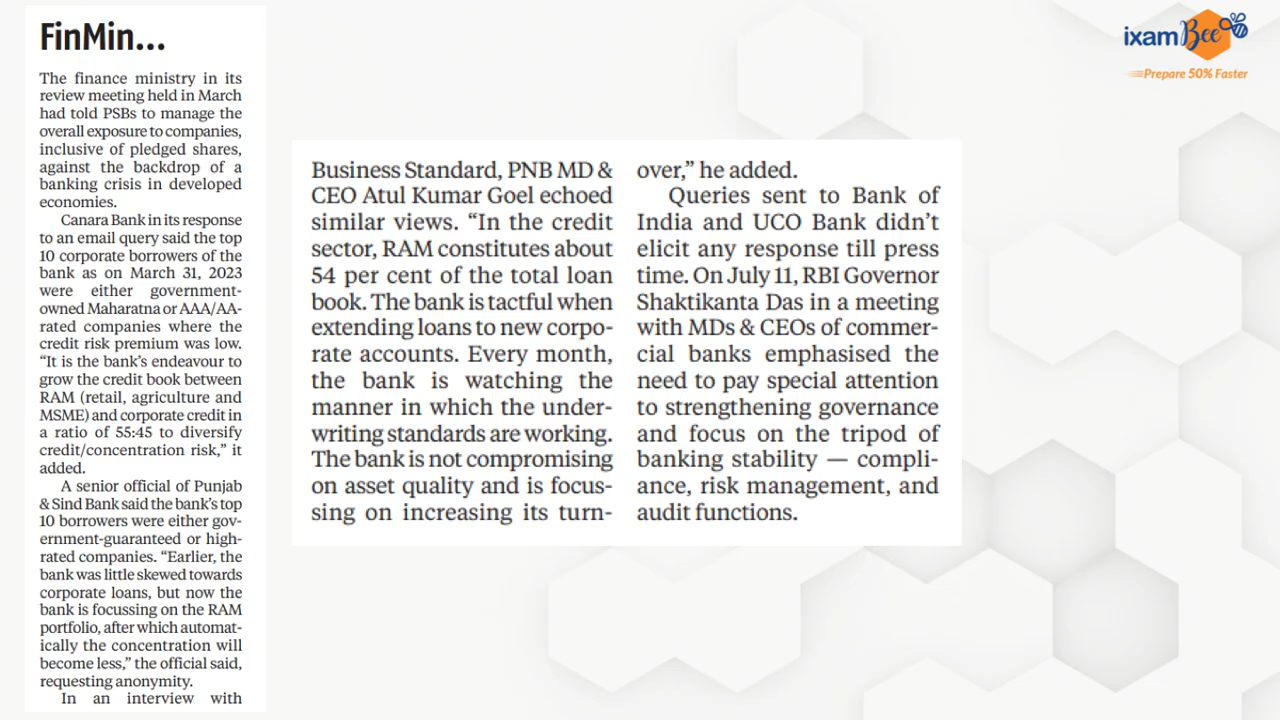 FinMin...
The finance ministry in its
review meeting held in March
had told PSBs to manage the
overall exposure to companies,
inclusive of pledged shares,
against the backdrop of a
banking crisis in developed
economies.
Canara Bank in its response
to an email query said the top
10 corporate borrowers of the
bank as on March 31, 2023
were either government-
owned Maharatna or AAA/AA-
rated companies where the
credit risk premium was low.
“It is the bank’s endeavour to
grow the credit book between
RAM (retail, agriculture and
MSME) and corporate credit in
a ratio of 55:45 to diversify
credit/concentration risk,” it
added.
A senior official of Punjab
& Sind Bank said the bank’s top
10 borrowers were either gov-
ernment-guaranteed or high-
rated companies. “Earlier, the
bank was little skewed towards
corporate loans, but now the
bank is focussing on the RAM
portfolio, after which automat-
ically the concentration will
become less,” the official said,
requesting anonymity.
In an interview with
Business Standard, PNB MD &
CEO Atul Kumar Goel echoed
similar views. “In the credit
sector, RAM constitutes about
54 per cent of the total loan
book. The bank is tactful when
extending loans to new corpo-
rate accounts. Every month,
the bank is watching the
manner in which the under-
writing standards are working.
The bank is not compromising
on asset quality and is focus-
sing on increasing its turn-
over,” he added.
Queries sent to Bank of
India and UCO Bank didn’t
elicit any response till press
time. On July 11, RBI Governor
Shaktikanta Das in a meeting
with MDs & CEOs of commer-
cial banks emphasised the
need to pay special attention
to strengthening governance
and focus on the tripod of
banking stability — compli-
ance, risk management, and
audit functions.
ixamBee
Prepare 50% Faster